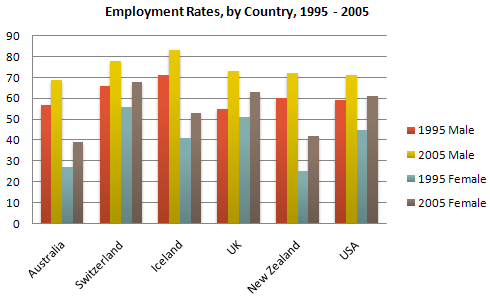 Employment Rates, by Country, 1995 - 2005
90
80
70
60
50
40
30
20
10
0
Australia
Switzerland
Iceland
UK
New Zealand
USA
1995 Male
2005 Male
1995 Female
2005 Female